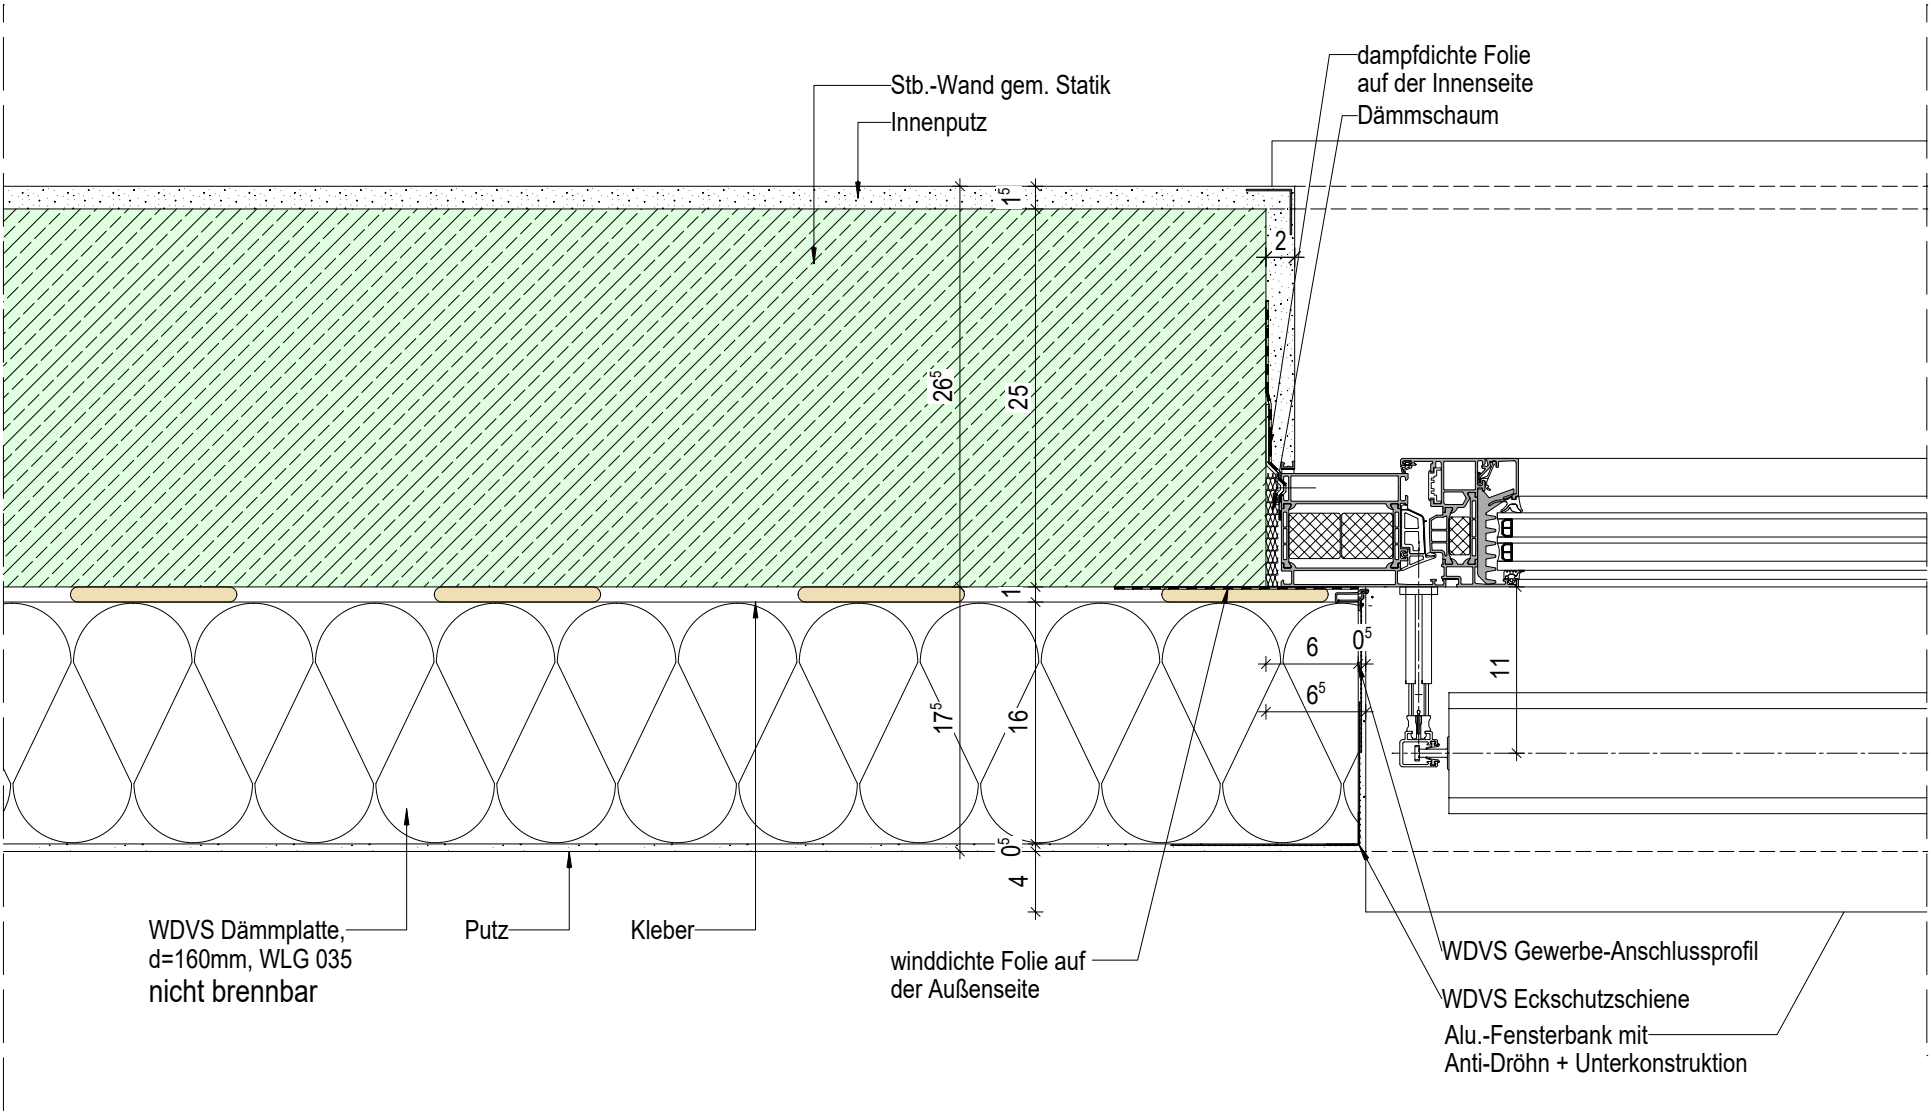 dampfdichte Folie
auf der Innenseite
Dämmschaum
Stb.-Wand gem. Statik
Innenputz
1⁵
2
26⁵
25
1
6
0⁵
6⁵
11
17⁵
16
0⁵
4
WDVS Dämmplatte,
d=160mm, WLG 035
nicht brennbar
Putz
Kleber
winddichte Folie auf
der Außenseite
WDVS Gewerbe-Anschlussprofil
WDVS Eckschutzschiene
Alu.-Fensterbank mit
Anti-Dröhn + Unterkonstruktion